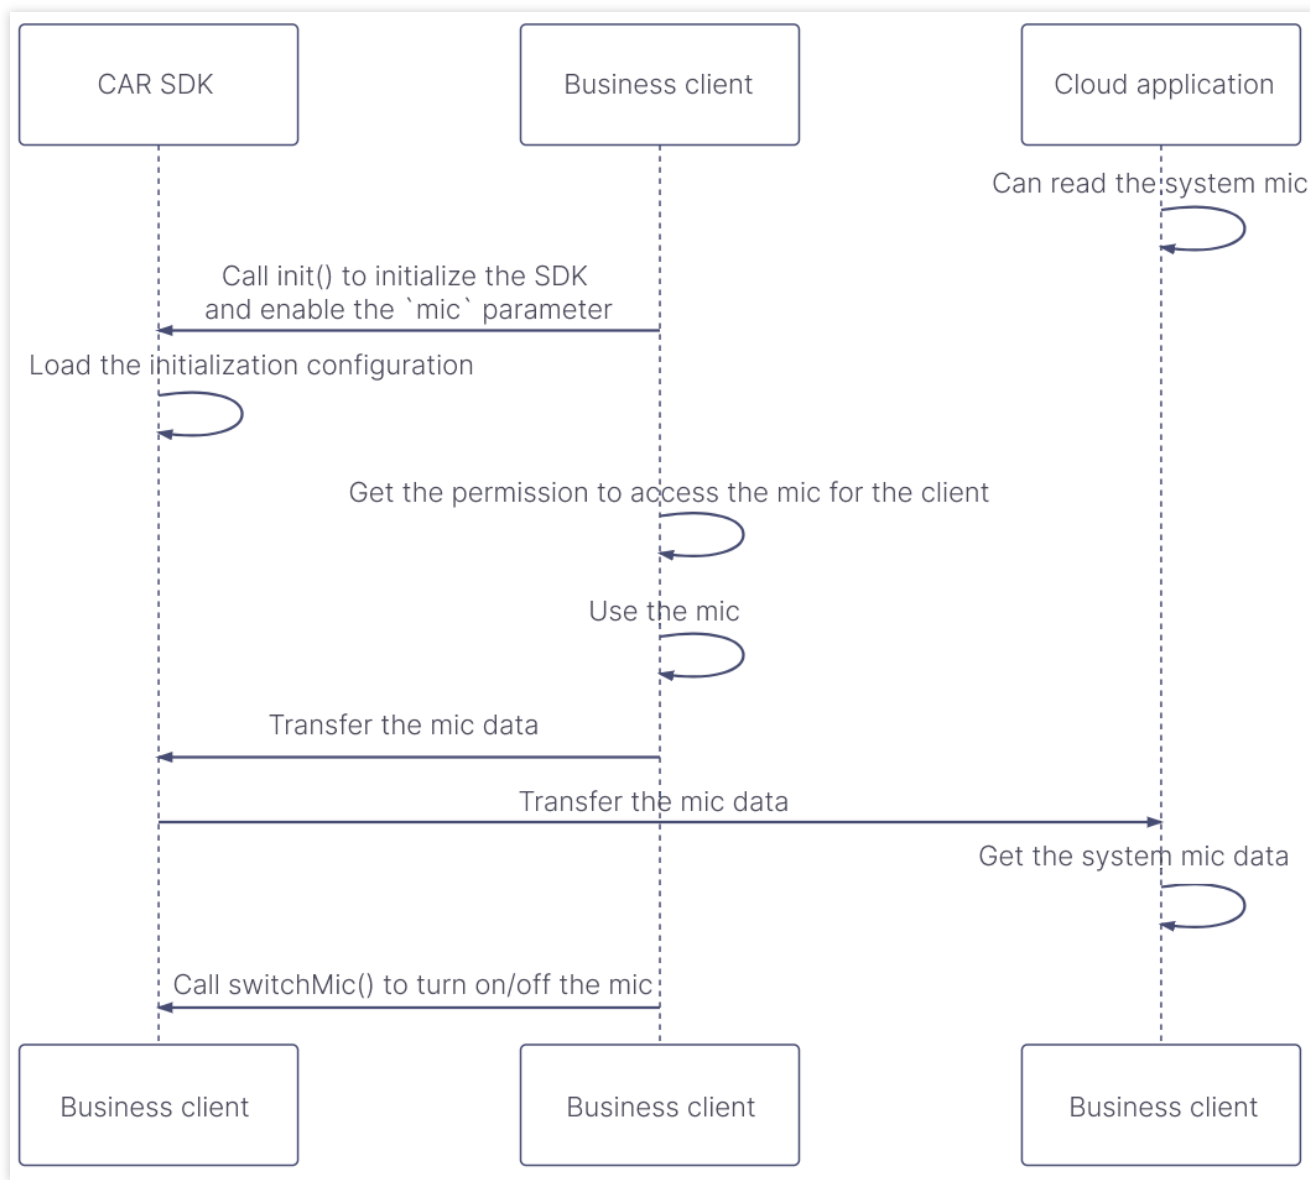 CAR SDK
Business client
Cloud application
Can read the system mic
Call init() to initialize the SDK
and enable the `mic` parameter
Load the initialization configuration
Get the permission to access the mic for the client
Use the mic
Transfer the mic data
Transfer the mic data
Get the system mic data
Call switchMic() to turn on/off the mic
Business client
Business client
Business client